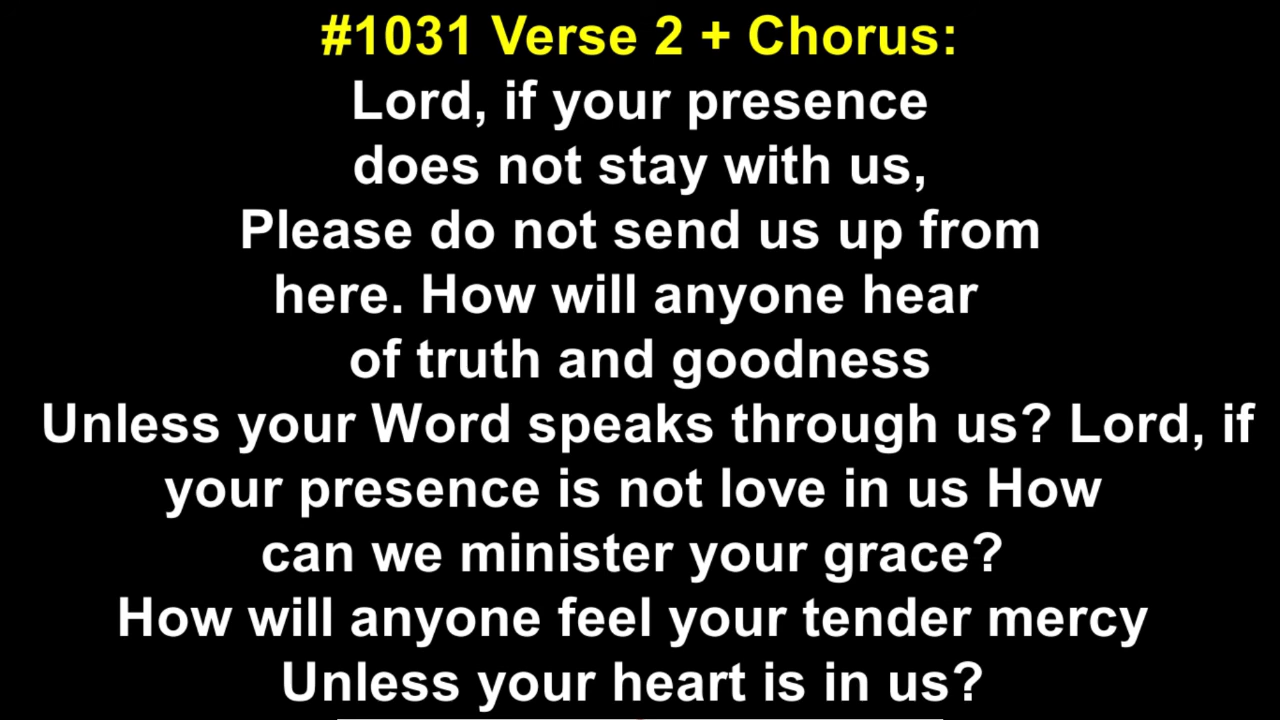 #1031 Verse 2 + Chorus:
Lord, if your presence
does not stay with us,
Please do not send us up from
here. How will anyone hear
of truth and goodness
Unless your Word speaks through us? Lord, if
your presence is not love in us How
can we minister your grace?
How will anyone feel your tender mercy
Unless your heart is in us?